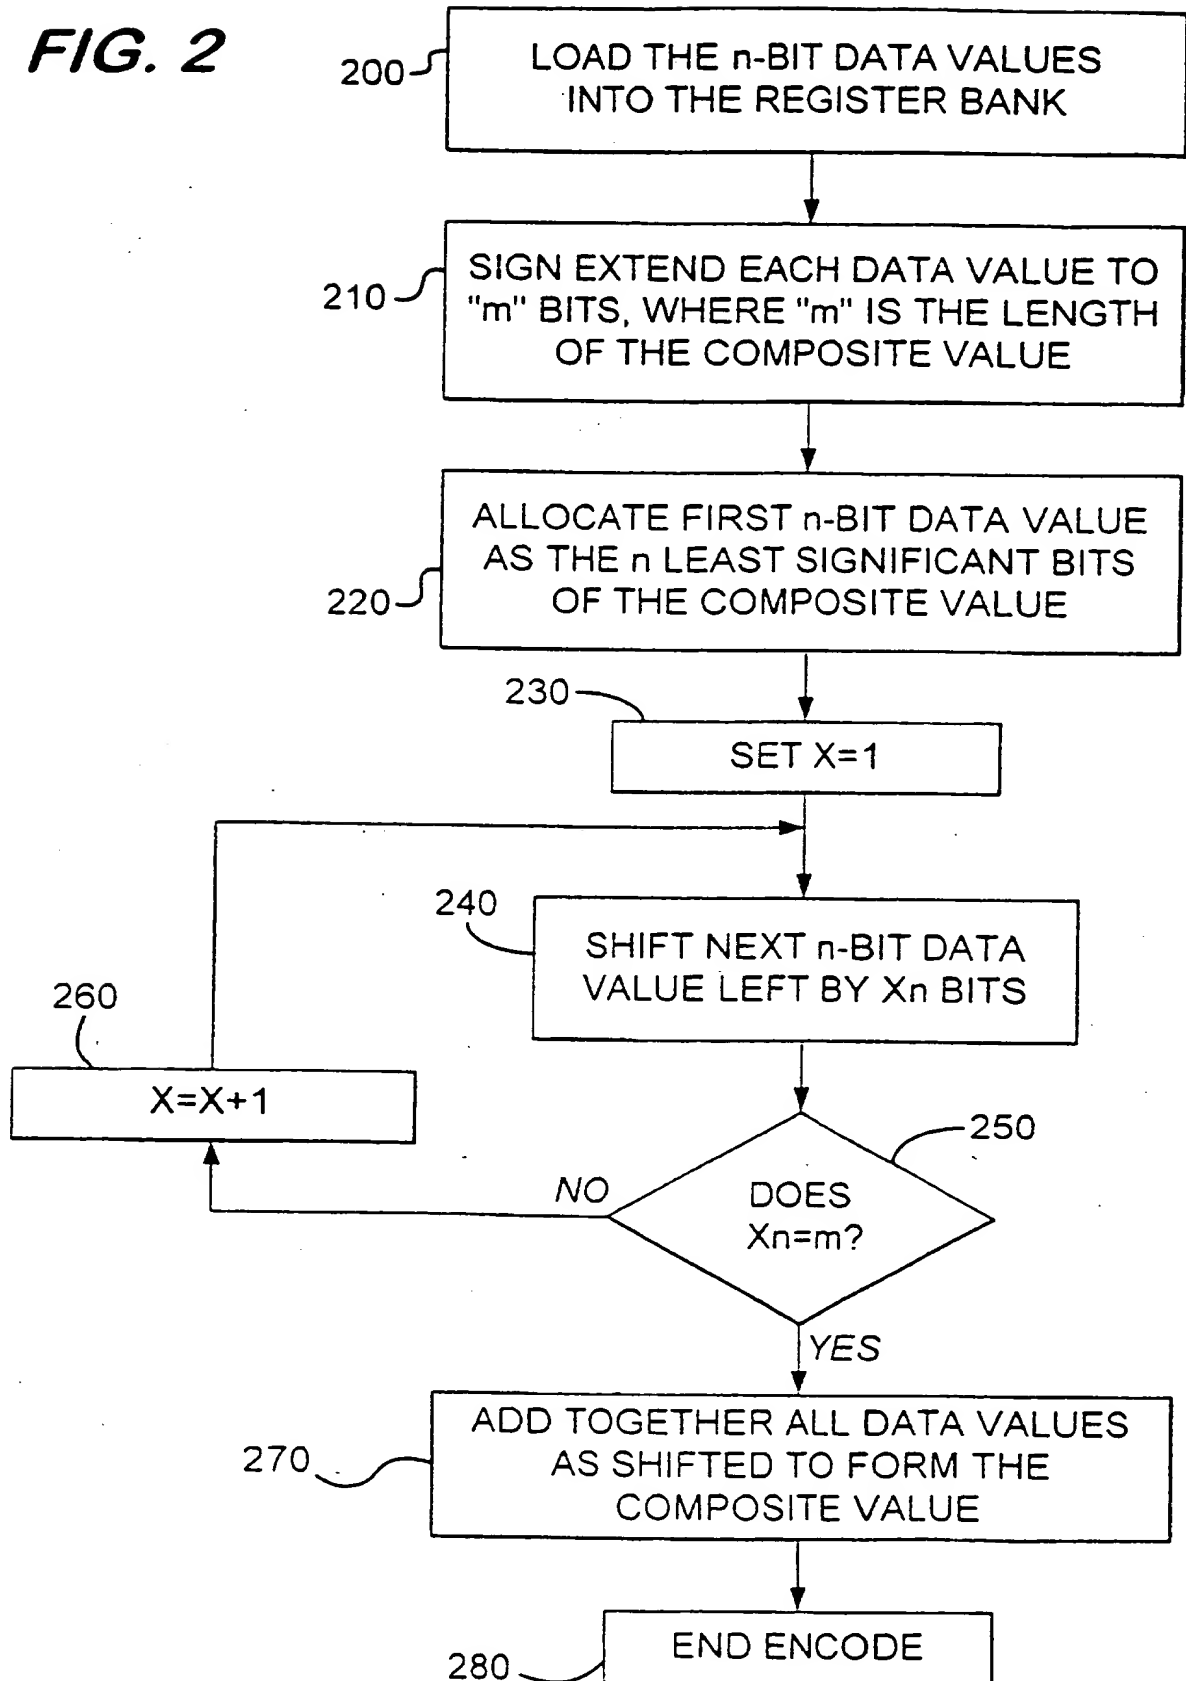 FIG. 2
200
LOAD THE n-BIT DATA VALUES
INTO THE REGISTER BANK
210
SIGN EXTEND EACH DATA VALUE TO
"m" BITS, WHERE "m" IS THE LENGTH
OF THE COMPOSITE VALUE
220
ALLOCATE FIRST n-BIT DATA VALUE
AS THE n LEAST SIGNIFICANT BITS
OF THE COMPOSITE VALUE
230
SET X=1
240
SHIFT NEXT n-BIT DATA
VALUE LEFT BY Xn BITS
260
X=X+1
250
DOES
Xn=m?
NO
YES
270
ADD TOGETHER ALL DATA VALUES
AS SHIFTED TO FORM THE
COMPOSITE VALUE
280
END ENCODE